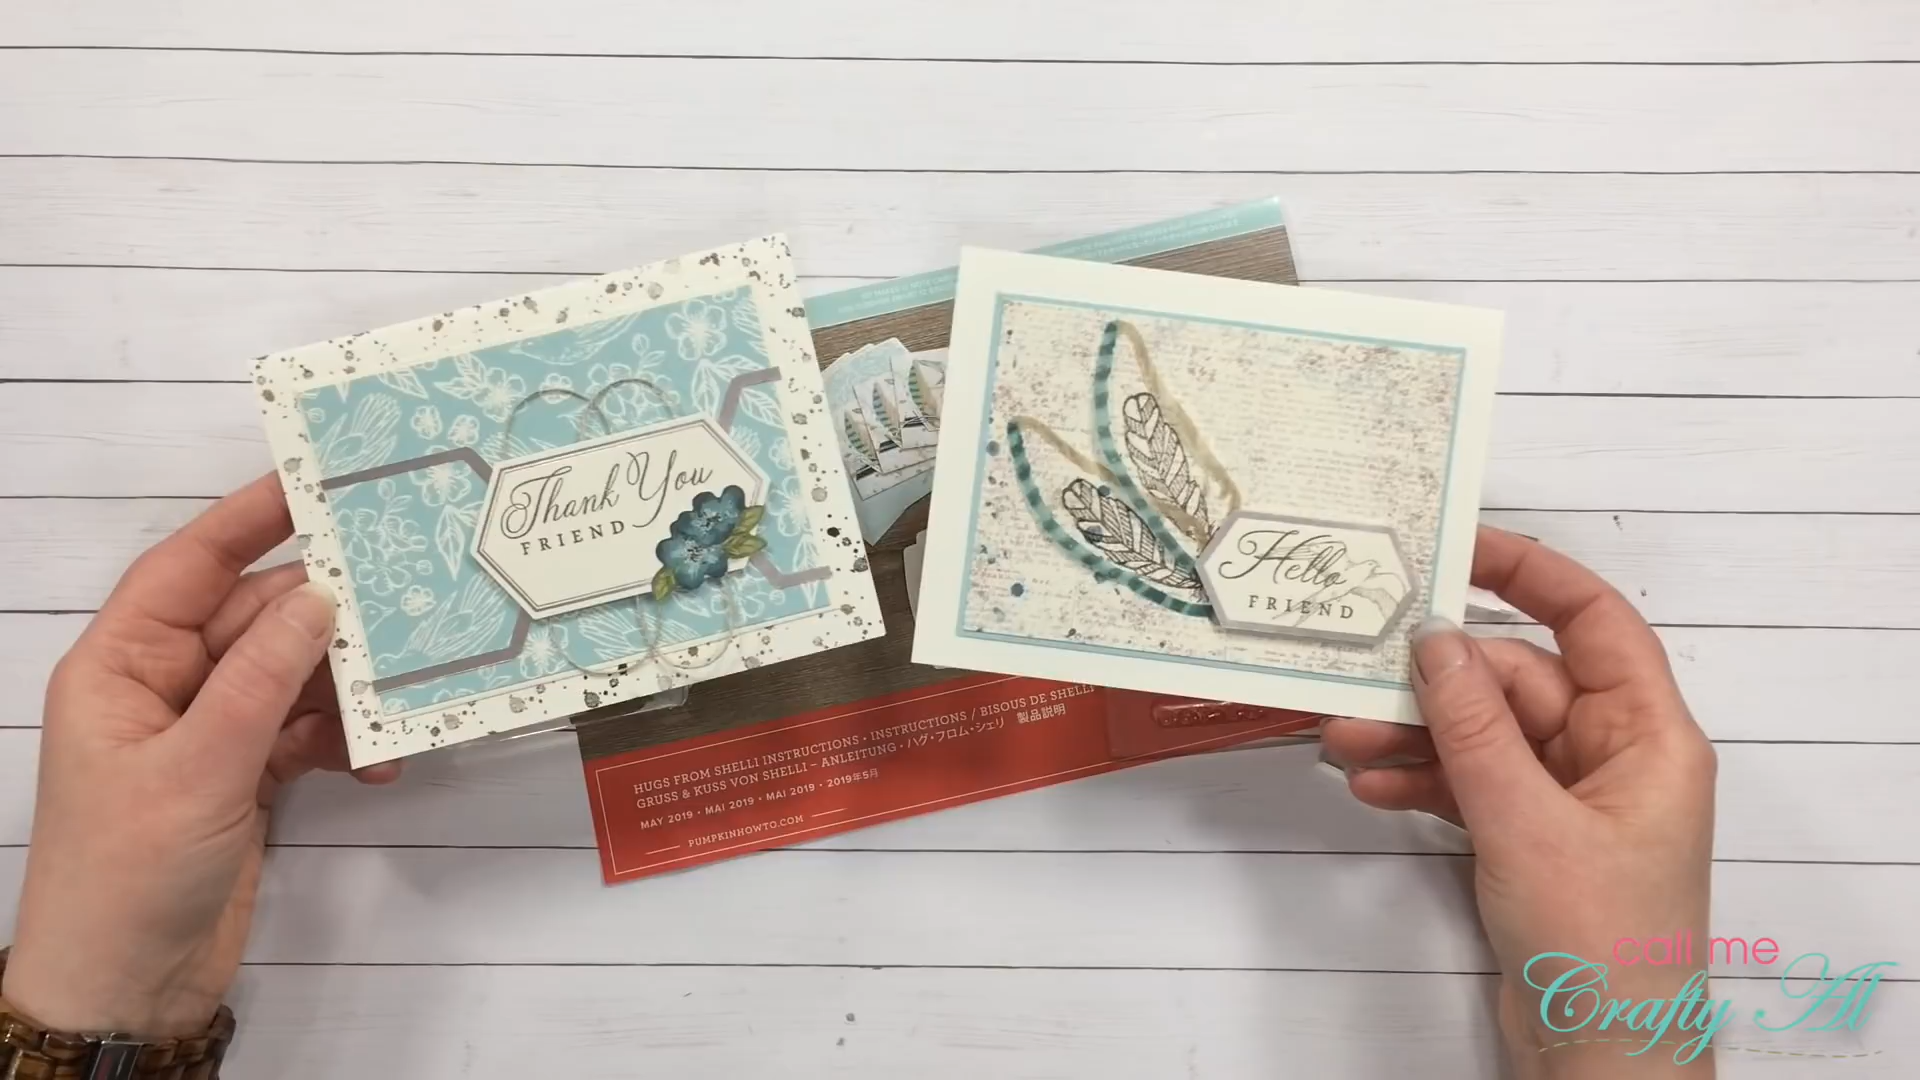 Thank You
FRIEND
Hello
FRIEND
HUGS FROM SHELLI INSTRUCTIONS • INSTRUCTIONS / BISOUS DE SHELLI
GRUSS & KUSS VON SHELLI – ANLEITUNG • ハグ・フロム・シェリ 製品説明
MAY 2019 • MAI 2019 • MAI 2019 • 2019年5月
PUMPKINHOWTO.COM
call me
Crafty Al